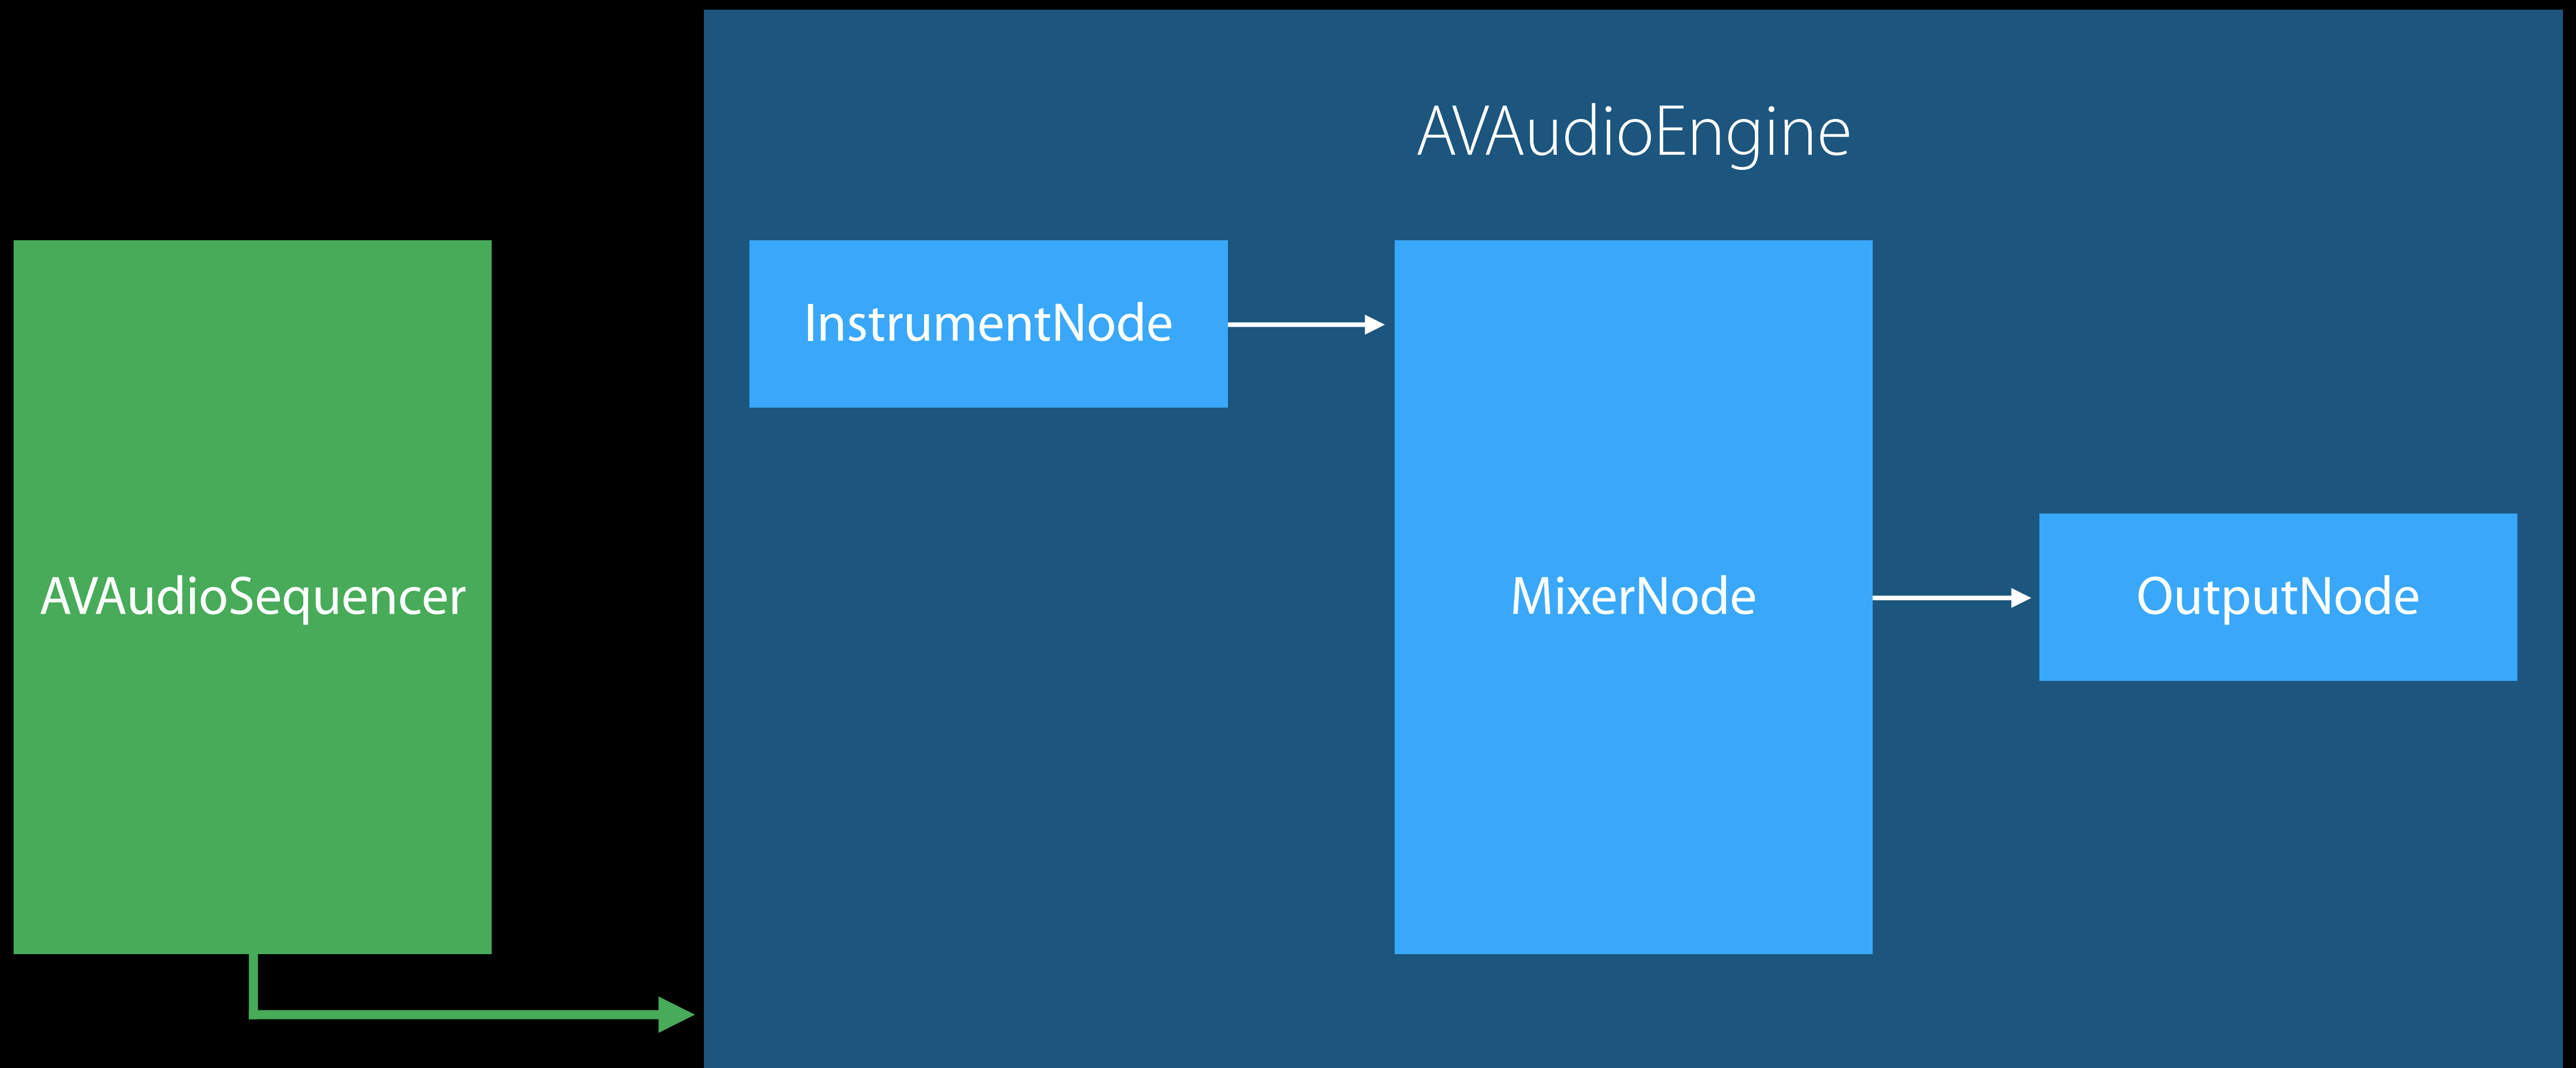 AVAudioEngine
InstrumentNode
AVAudioSequencer
MixerNode
OutputNode